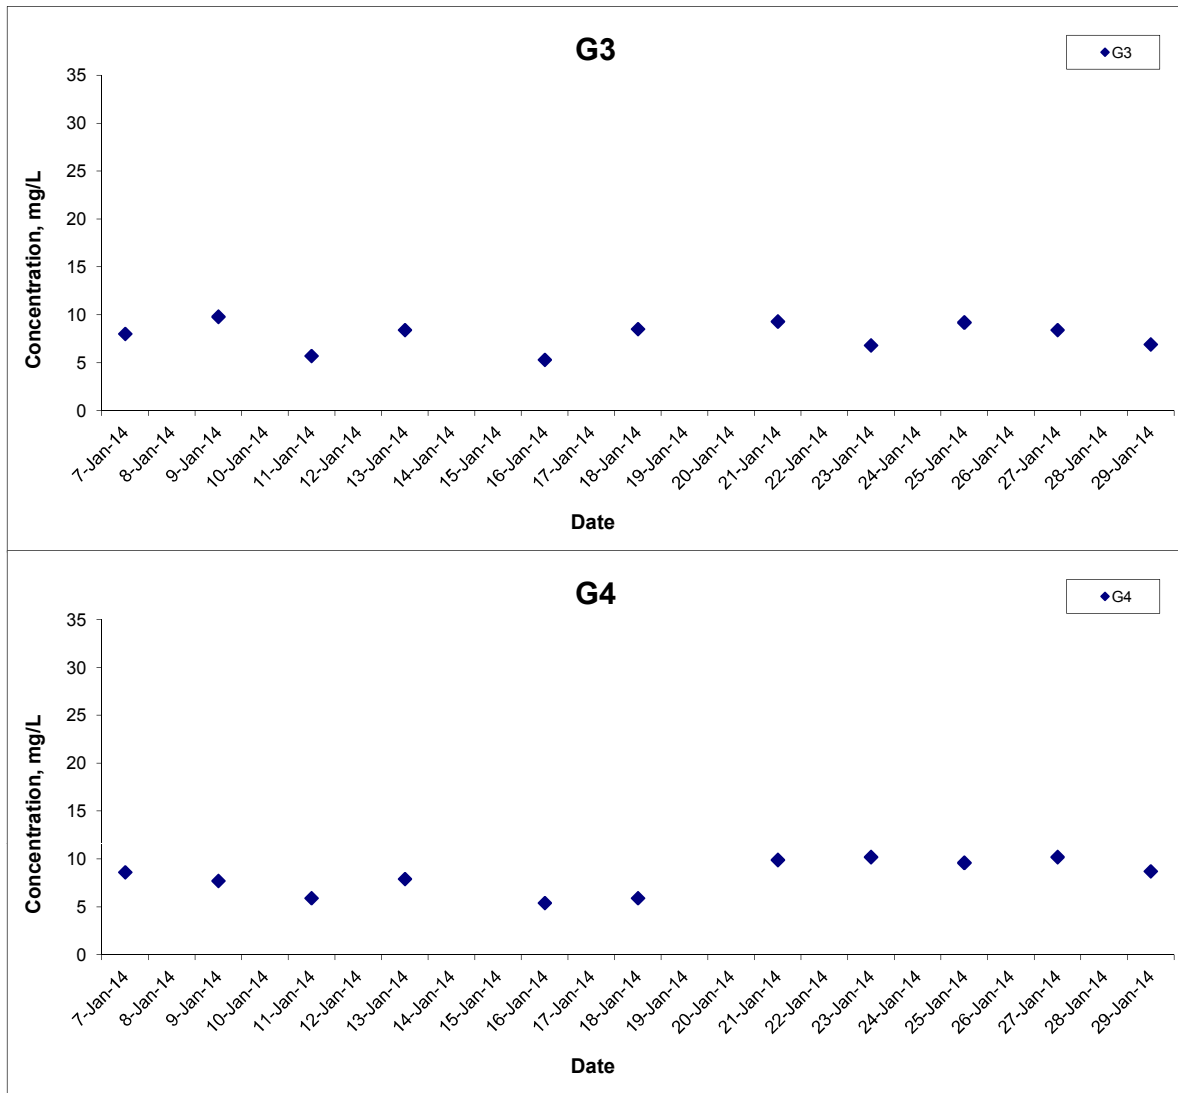 G3
G3
35
30
25
20
15
10
5
0
Concentration, mg/L
7-Jan-14
8-Jan-14
9-Jan-14
10-Jan-14
11-Jan-14
12-Jan-14
13-Jan-14
14-Jan-14
15-Jan-14
16-Jan-14
17-Jan-14
18-Jan-14
19-Jan-14
20-Jan-14
21-Jan-14
22-Jan-14
23-Jan-14
24-Jan-14
25-Jan-14
26-Jan-14
27-Jan-14
28-Jan-14
29-Jan-14
Date
G4
G4
35
30
25
20
15
10
5
0
Concentration, mg/L
7-Jan-14
8-Jan-14
9-Jan-14
10-Jan-14
11-Jan-14
12-Jan-14
13-Jan-14
14-Jan-14
15-Jan-14
16-Jan-14
17-Jan-14
18-Jan-14
19-Jan-14
20-Jan-14
21-Jan-14
22-Jan-14
23-Jan-14
24-Jan-14
25-Jan-14
26-Jan-14
27-Jan-14
28-Jan-14
29-Jan-14
Date